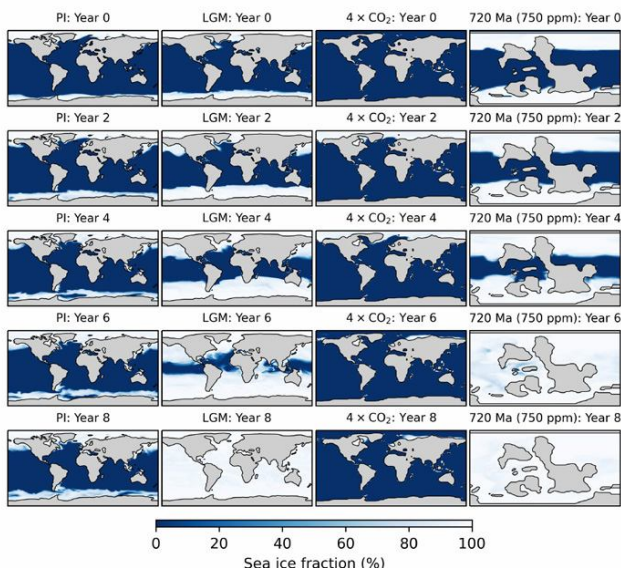 PI: Year 0 LGM: Year 0 4 × CO₂: Year 0 720 Ma (750 ppm): Year 0
PI: Year 2 LGM: Year 2 4 × CO₂: Year 2 720 Ma (750 ppm): Year 2
PI: Year 4 LGM: Year 4 4 × CO₂: Year 4 720 Ma (750 ppm): Year 4
PI: Year 6 LGM: Year 6 4 × CO₂: Year 6 720 Ma (750 ppm): Year 6
PI: Year 8 LGM: Year 8 4 × CO₂: Year 8 720 Ma (750 ppm): Year 8
0 20 40 60 80 100
Sea ice fraction (%)